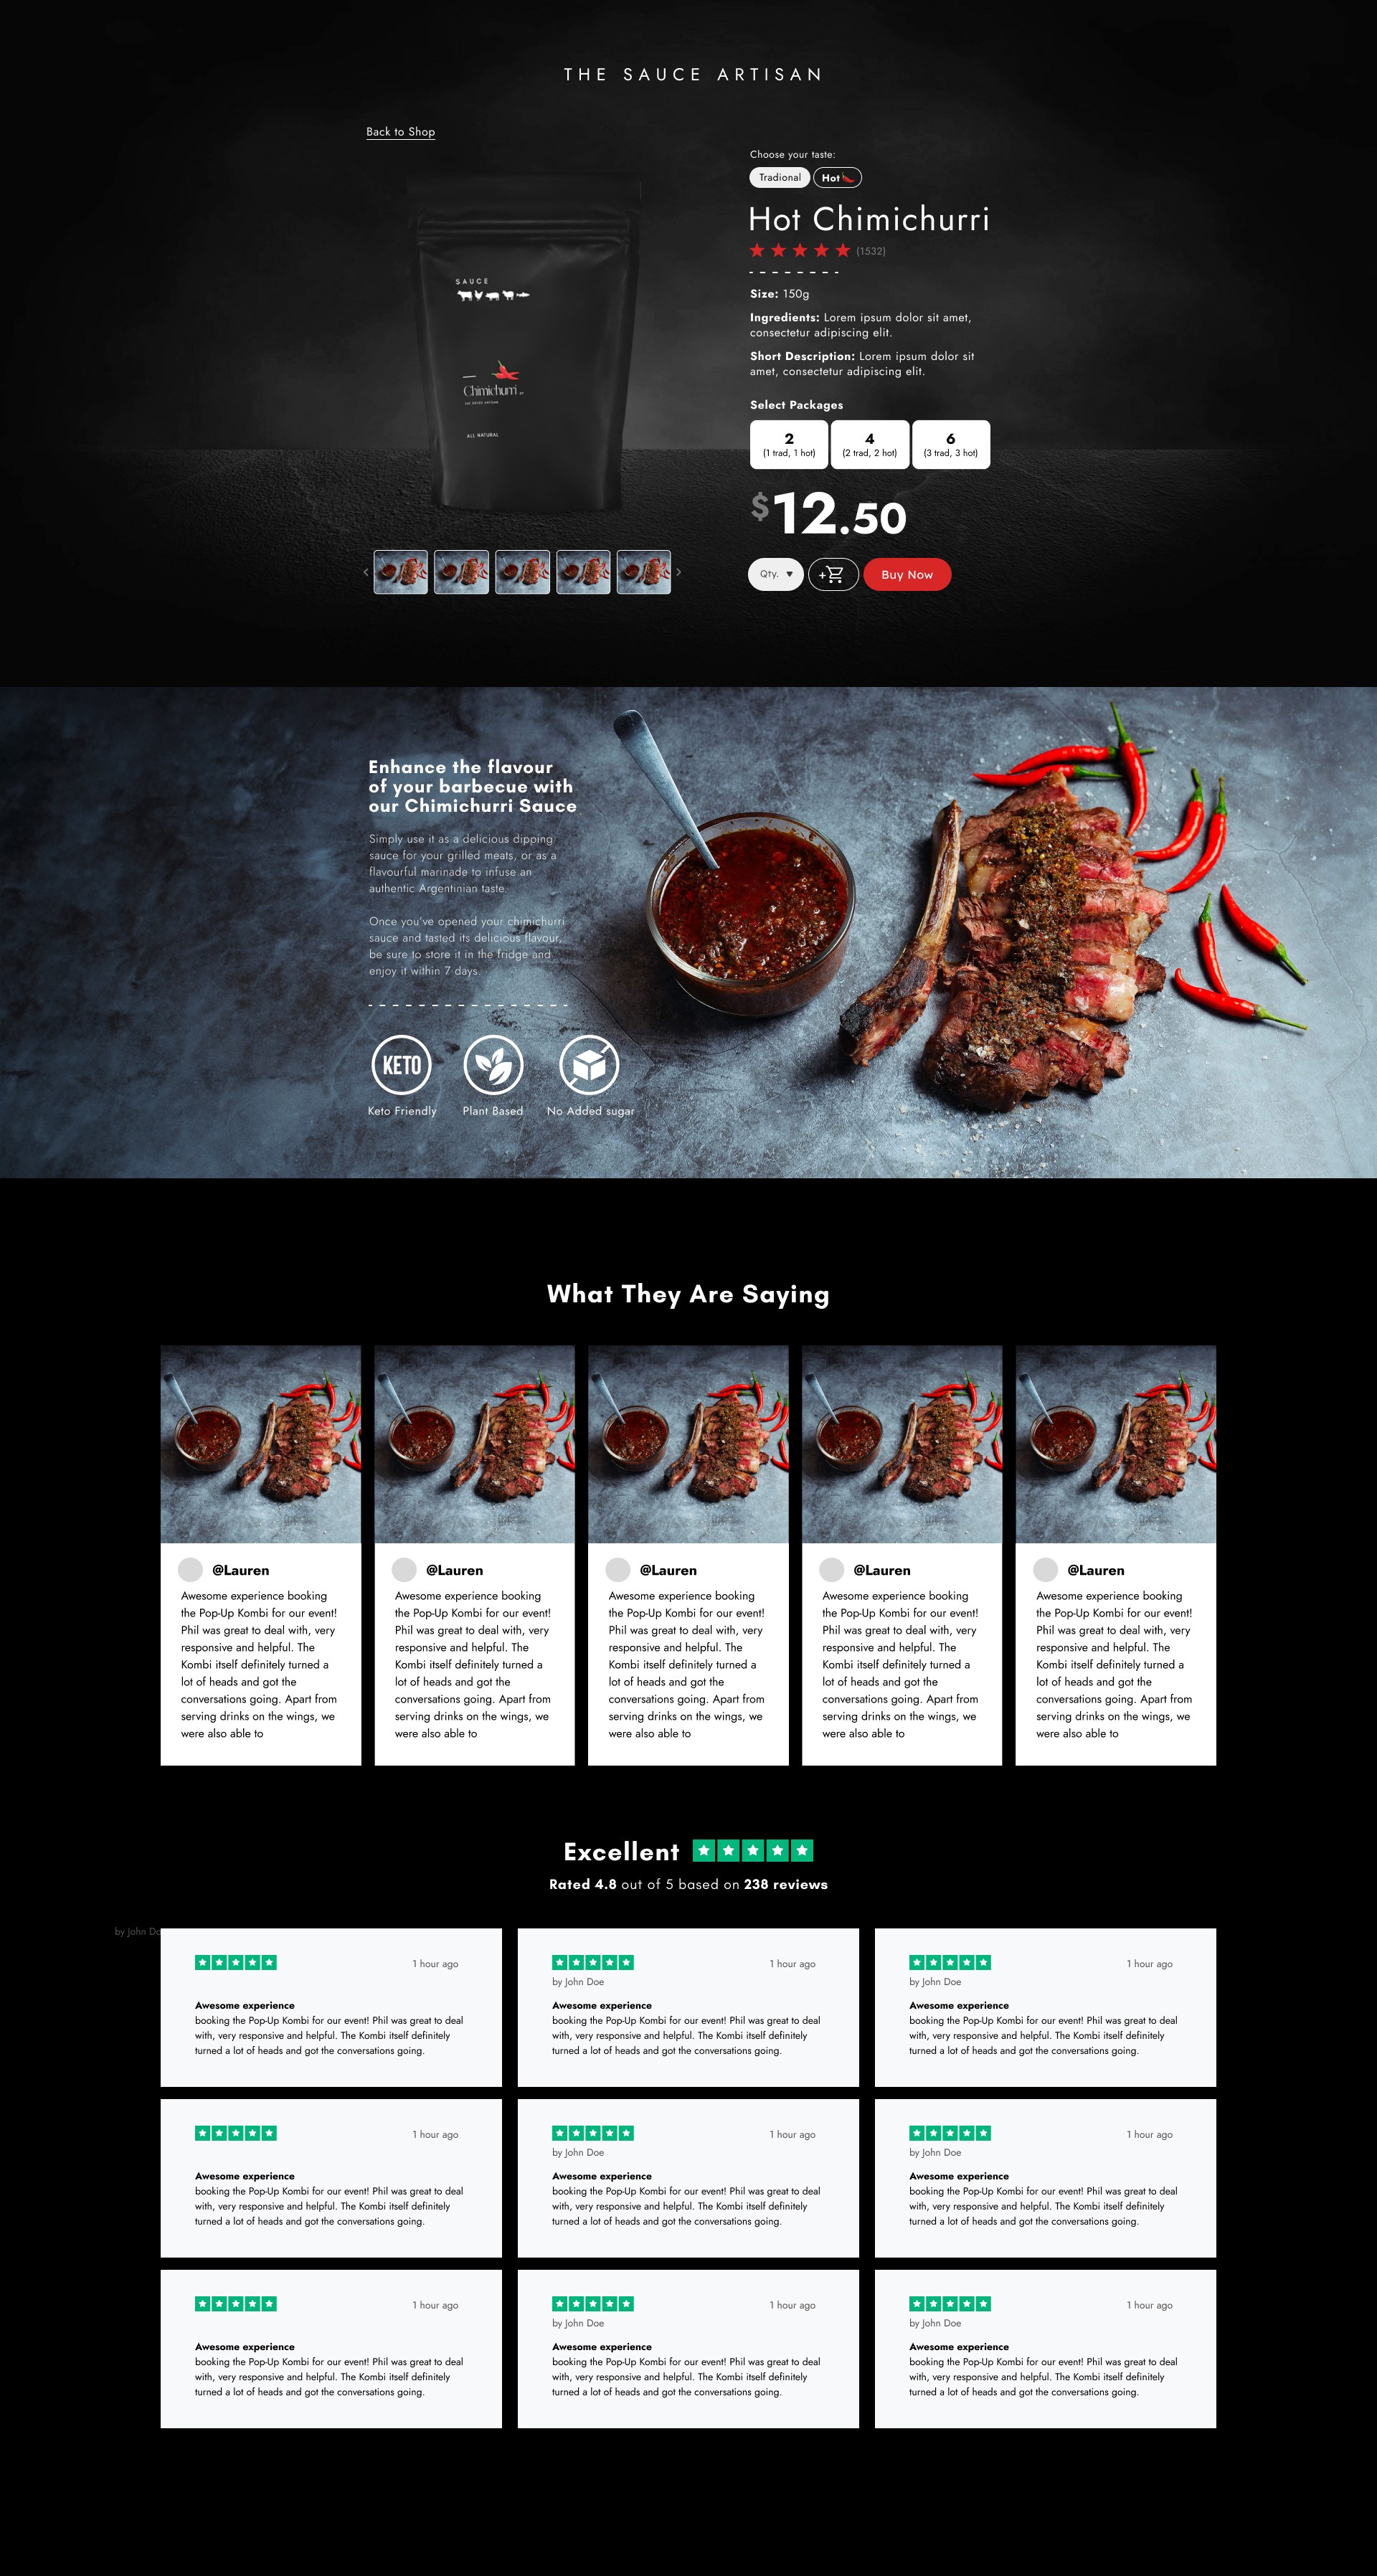 THE SAUCE ARTISAN
Back to Shop
SAUCE
Chimichurri
ALL NATURAL
Choose your taste:
Tradional
Hot
Hot Chimichurri
(1532)
Size: 150g
Ingredients: Lorem ipsum dolor sit amet,
consectetur adipiscing elit.
Short Description: Lorem ipsum dolor sit
amet, consectetur adipiscing elit.
Select Packages
2
(1 trad, 1 hot)
4
(2 trad, 2 hot)
6
(3 trad, 3 hot)
$12.50
Qty.
+
Buy Now
Enhance the flavour
of your barbecue with
our Chimichurri Sauce
Simply use it as a delicious dipping
sauce for your grilled meats, or as a
flavourful marinade to infuse an
authentic Argentinian taste.
Once you've opened your chimichurri
sauce and tasted its delicious flavour,
be sure to store it in the fridge and
enjoy it within 7 days.
KETO
Keto Friendly
Plant Based
No Added sugar
What They Are Saying
@Lauren
Awesome experience booking
the Pop-Up Kombi for our event!
Phil was great to deal with, very
responsive and helpful. The
Kombi itself definitely turned a
lot of heads and got the
conversations going. Apart from
serving drinks on the wings, we
were also able to
@Lauren
Awesome experience booking
the Pop-Up Kombi for our event!
Phil was great to deal with, very
responsive and helpful. The
Kombi itself definitely turned a
lot of heads and got the
conversations going. Apart from
serving drinks on the wings, we
were also able to
@Lauren
Awesome experience booking
the Pop-Up Kombi for our event!
Phil was great to deal with, very
responsive and helpful. The
Kombi itself definitely turned a
lot of heads and got the
conversations going. Apart from
serving drinks on the wings, we
were also able to
@Lauren
Awesome experience booking
the Pop-Up Kombi for our event!
Phil was great to deal with, very
responsive and helpful. The
Kombi itself definitely turned a
lot of heads and got the
conversations going. Apart from
serving drinks on the wings, we
were also able to
@Lauren
Awesome experience booking
the Pop-Up Kombi for our event!
Phil was great to deal with, very
responsive and helpful. The
Kombi itself definitely turned a
lot of heads and got the
conversations going. Apart from
serving drinks on the wings, we
were also able to
Excellent
Rated 4.8 out of 5 based on 238 reviews
by John Do
1 hour ago
Awesome experience
booking the Pop-Up Kombi for our event! Phil was great to deal
with, very responsive and helpful. The Kombi itself definitely
turned a lot of heads and got the conversations going.
1 hour ago
by John Doe
Awesome experience
booking the Pop-Up Kombi for our event! Phil was great to deal
with, very responsive and helpful. The Kombi itself definitely
turned a lot of heads and got the conversations going.
1 hour ago
by John Doe
Awesome experience
booking the Pop-Up Kombi for our event! Phil was great to deal
with, very responsive and helpful. The Kombi itself definitely
turned a lot of heads and got the conversations going.
1 hour ago
Awesome experience
booking the Pop-Up Kombi for our event! Phil was great to deal
with, very responsive and helpful. The Kombi itself definitely
turned a lot of heads and got the conversations going.
1 hour ago
by John Doe
Awesome experience
booking the Pop-Up Kombi for our event! Phil was great to deal
with, very responsive and helpful. The Kombi itself definitely
turned a lot of heads and got the conversations going.
1 hour ago
by John Doe
Awesome experience
booking the Pop-Up Kombi for our event! Phil was great to deal
with, very responsive and helpful. The Kombi itself definitely
turned a lot of heads and got the conversations going.
1 hour ago
Awesome experience
booking the Pop-Up Kombi for our event! Phil was great to deal
with, very responsive and helpful. The Kombi itself definitely
turned a lot of heads and got the conversations going.
1 hour ago
by John Doe
Awesome experience
booking the Pop-Up Kombi for our event! Phil was great to deal
with, very responsive and helpful. The Kombi itself definitely
turned a lot of heads and got the conversations going.
1 hour ago
by John Doe
Awesome experience
booking the Pop-Up Kombi for our event! Phil was great to deal
with, very responsive and helpful. The Kombi itself definitely
turned a lot of heads and got the conversations going.